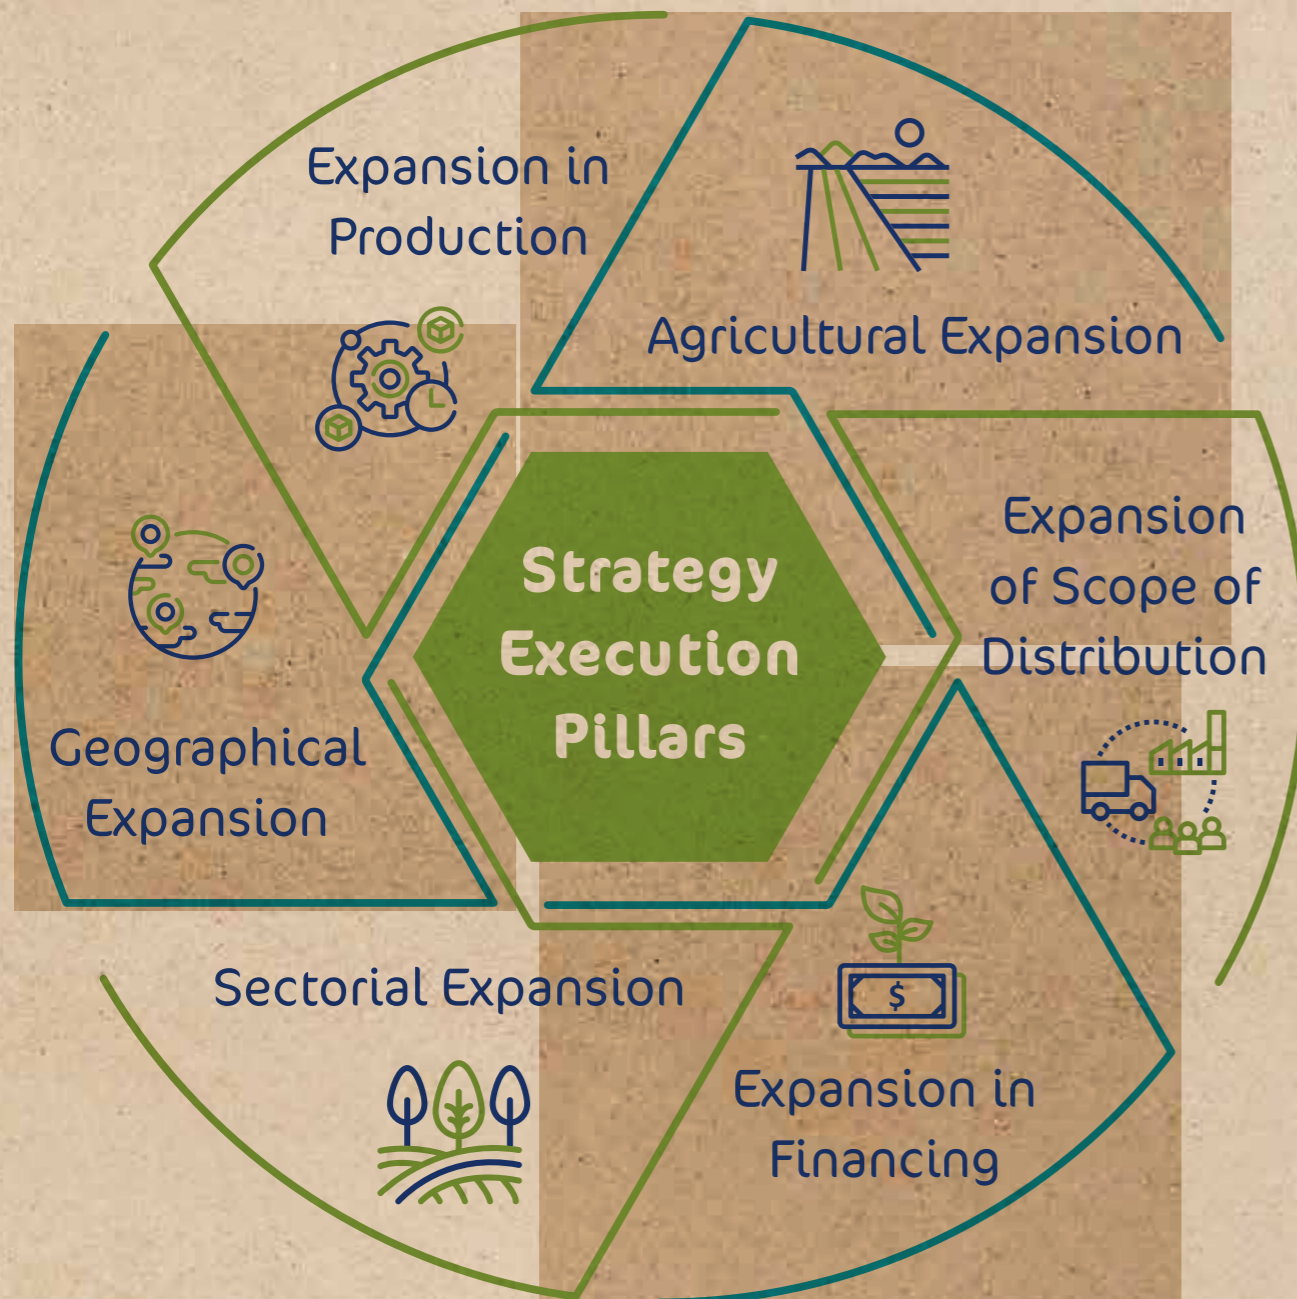 Expansion in
Production
Agricultural Expansion
Expansion
of Scope of
Distribution
Strategy
Execution
Pillars
Geographical
Expansion
Sectorial Expansion
$
Expansion in
Financing